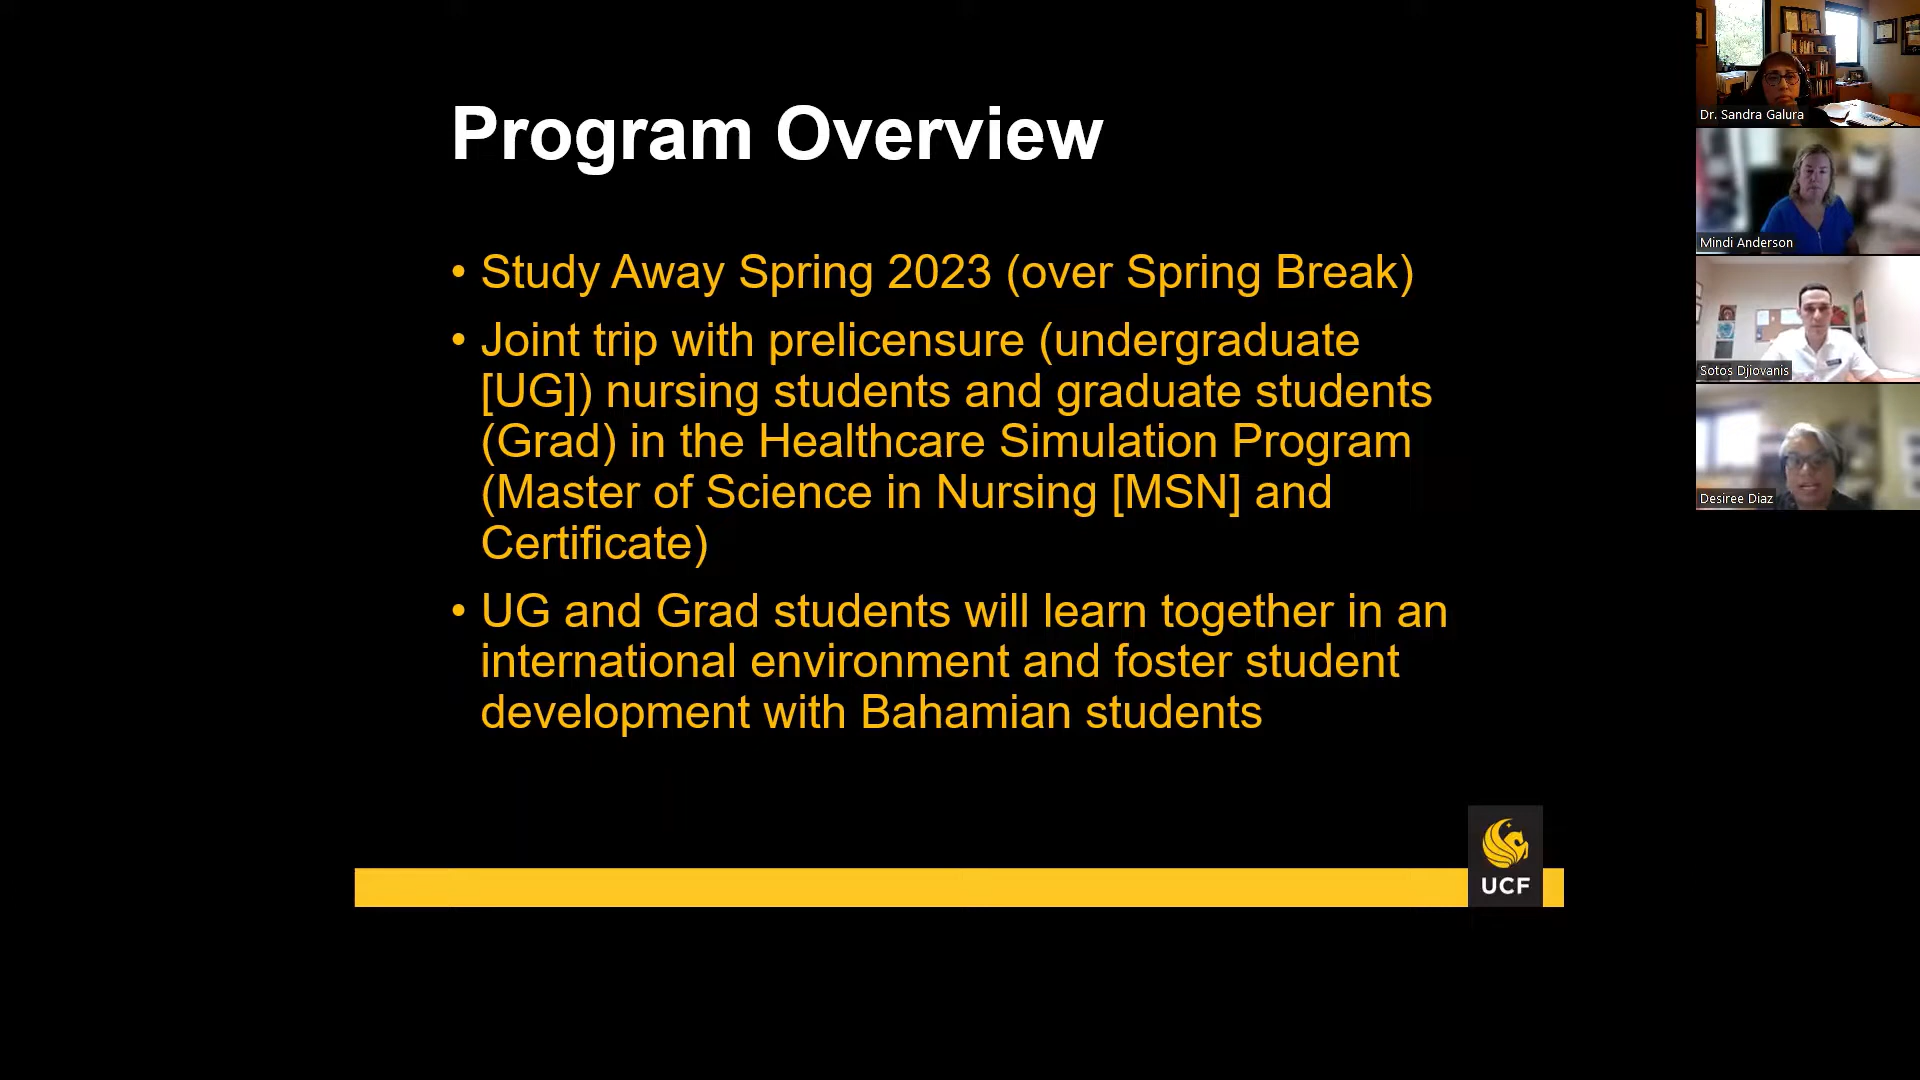 Program Overview
• Study Away Spring 2023 (over Spring Break)
• Joint trip with prelicensure (undergraduate
[UG]) nursing students and graduate students
(Grad) in the Healthcare Simulation Program
(Master of Science in Nursing [MSN] and
Certificate)
• UG and Grad students will learn together in an
international environment and foster student
development with Bahamian students
UCF
Dr. Sandra Galura
Mindi Anderson
Sotos Djiovanis
Desiree Diaz